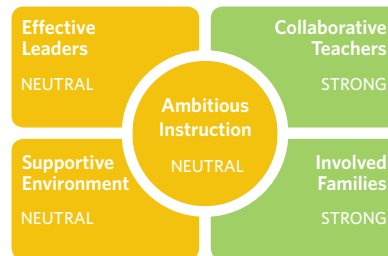 Effective
Leaders
NEUTRAL
Collaborative
Teachers
STRONG
Ambitious
Instruction
NEUTRAL
Supportive
Environment
NEUTRAL
Involved
Families
STRONG